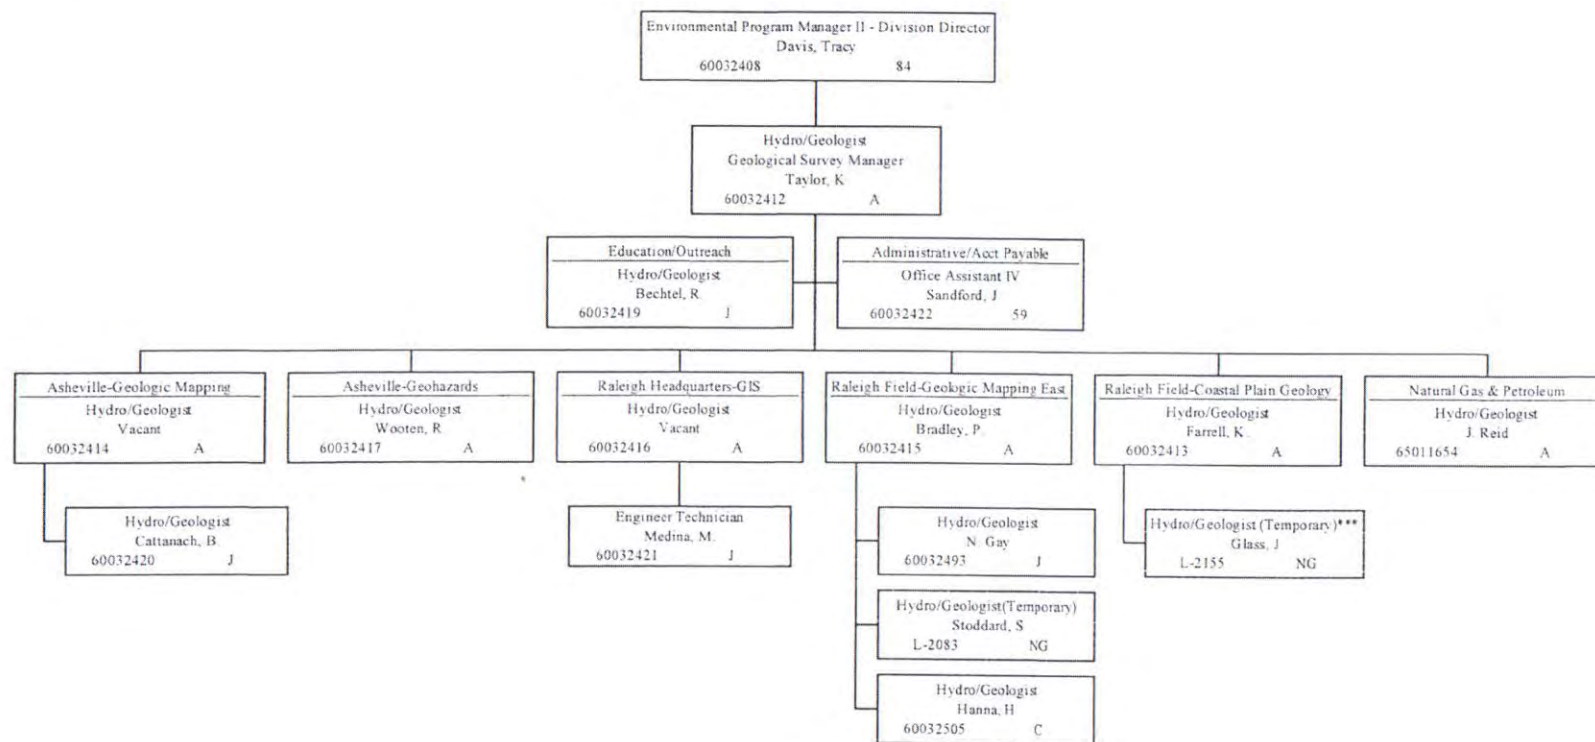 Environmental Program Manager II - Division Director
Davis, Tracy
60032408 84
Hydro/Geologist
Geological Survey Manager
Taylor, K
60032412 A
Education/Outreach
Hydro/Geologist
Bechtel, R
60032419 J
Administrative/Acct Payable
Office Assistant IV
Sandford, J
60032422 59
Asheville-Geologic Mapping
Hydro/Geologist
Vacant
60032414 A
Asheville-Geohazards
Hydro/Geologist
Wooten, R
60032417 A
Raleigh Headquarters-GIS
Hydro/Geologist
Vacant
60032416 A
Raleigh Field-Geologic Mapping East
Hydro/Geologist
Bradley, P.
60032415 A
Raleigh Field-Coastal Plain Geology
Hydro/Geologist
Farrell, K.
60032413 A
Natural Gas & Petroleum
Hydro/Geologist
J. Reid
65011654 A
Hydro/Geologist
Cattanach, B.
60032420 J
Engineer Technician
Medina, M.
60032421 J
Hydro/Geologist
N. Gay
60032493 J
Hydro/Geologist(Temporary)
Stoddard, S
L-2083 NG
Hydro/Geologist
Hanna, H
60032505 C
Hydro/Geologist (Temporary)***
Glass, J
L-2155 NG